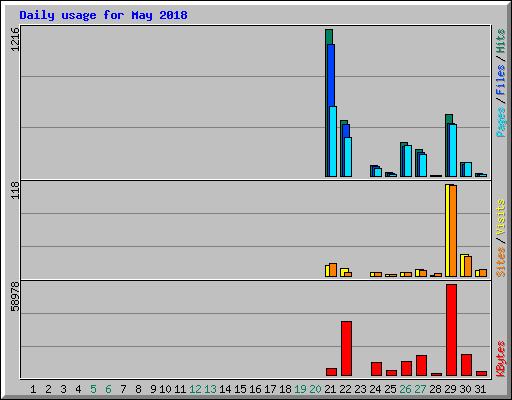 Daily usage for May 2018
1216
Pages / Files / Hits
118
Sites / Visits
58978
KBytes
1 2 3 4 5 6 7 8 9 10 11 12 13 14 15 16 17 18 19 20 21 22 23 24 25 26 27 28 29 30 31